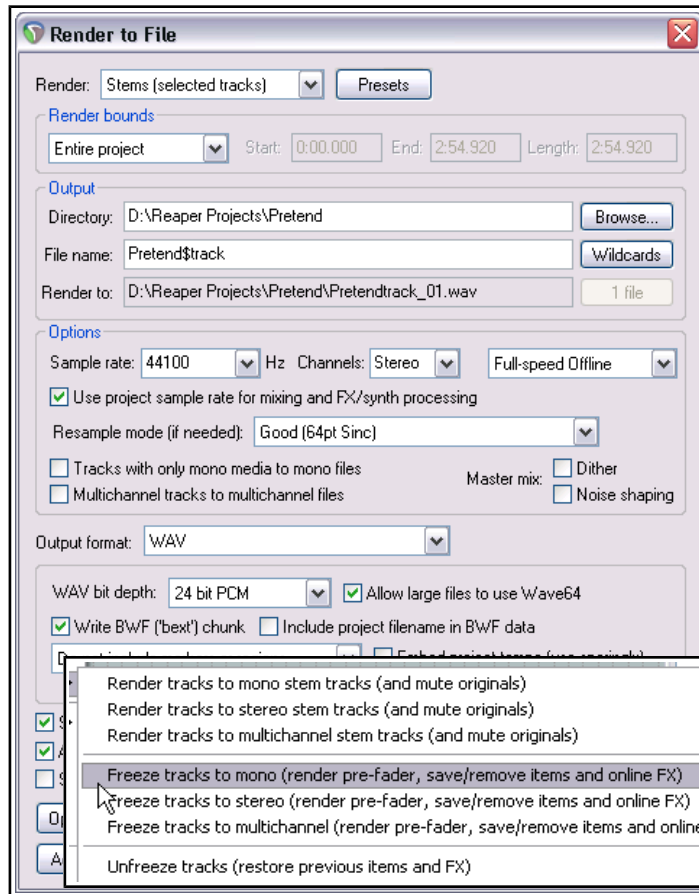 Render to File
Render: Stems (selected tracks) Presets
Render bounds
Entire project Start: 0:00.000 End: 2:54.920 Length: 2:54.920
Output
Directory: D:\Reaper Projects\Pretend Browse...
File name: Pretend$track Wildcards
Render to: D:\Reaper Projects\Pretend\Pretendtrack_01.wav 1 file
Options
Sample rate: 44100 Hz Channels: Stereo Full-speed Offline
Use project sample rate for mixing and FX/synth processing
Resample mode (if needed): Good (64pt Sinc)
Tracks with only mono media to mono files Master mix: Dither
Multichannel tracks to multichannel files Noise shaping
Output format: WAV
WAV bit depth: 24 bit PCM Allow large files to use Wave64
Write BWF ('bext') chunk Include project filename in BWF data
Render tracks to mono stem tracks (and mute originals)
Render tracks to stereo stem tracks (and mute originals)
Render tracks to multichannel stem tracks (and mute originals)
Freeze tracks to mono (render pre-fader, save/remove items and online FX)
Freeze tracks to stereo (render pre-fader, save/remove items and online FX)
Freeze tracks to multichannel (render pre-fader, save/remove items and online
Unfreeze tracks (restore previous items and FX)